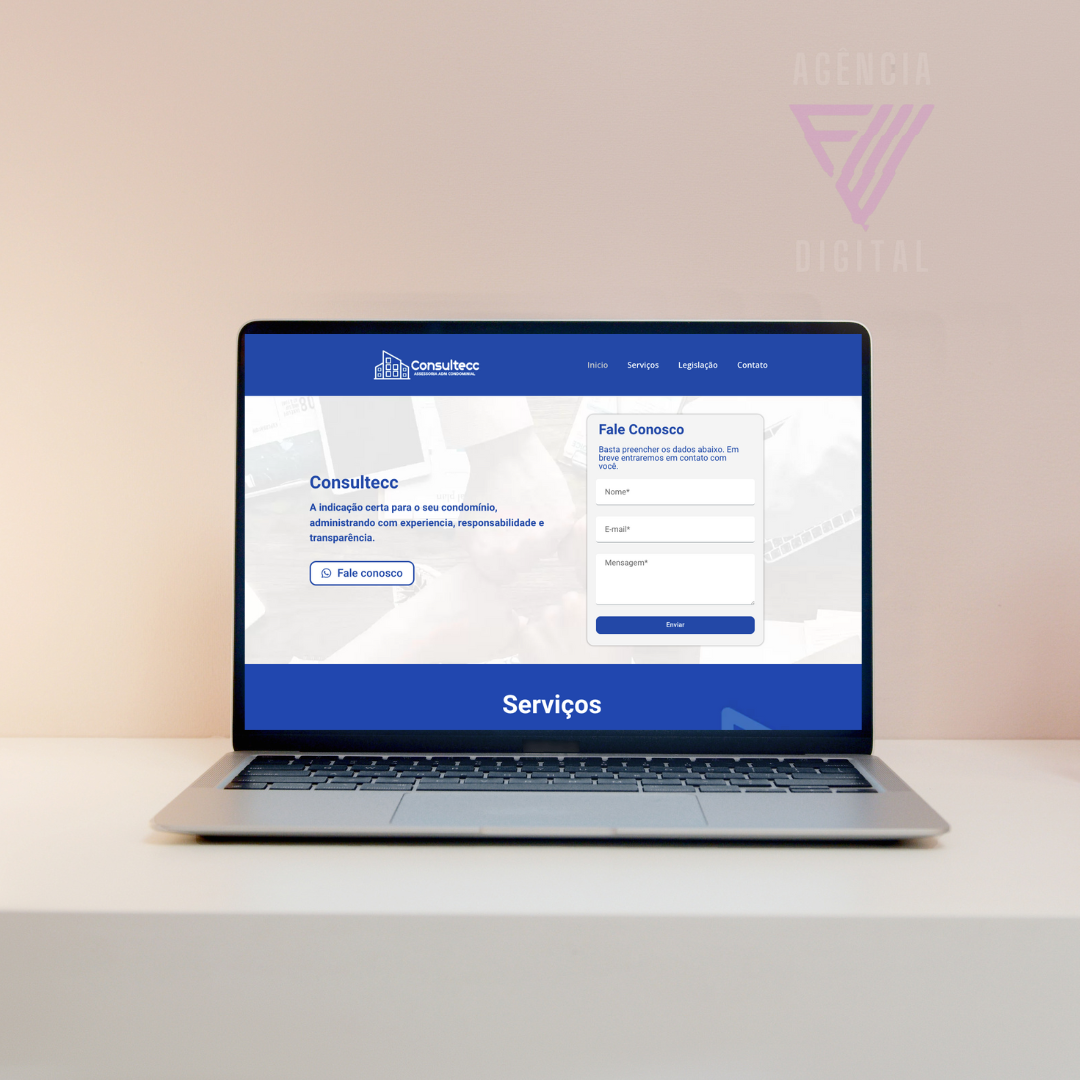 AGENCIA
FW
DIGITAL
Consultecc
ASSESSORIA ADM CONDOMINIAL
Inicio
Serviços
Legislação
Contato
Consultecc
A indicação certa para o seu condomínio,
administrando com experiencia, responsabilidade e
transparência.
Fale conosco
Fale Conosco
Basta preencher os dados abaixo. Em
breve entraremos em contato com
você.
Nome*
E-mail*
Mensagem*
Enviar
Serviços